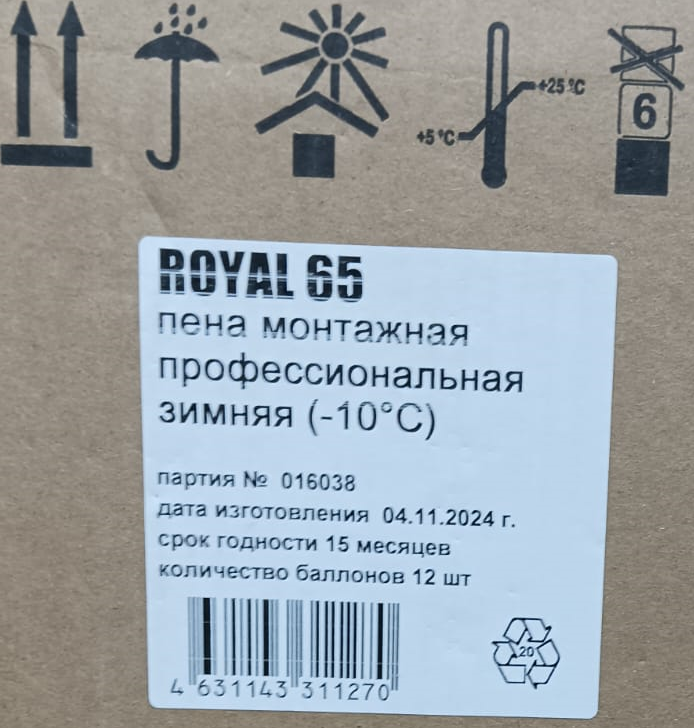 +25 °C
+5 °C
6
ROYAL 65
пена монтажная
профессиональная
зимняя (-10°C)
партия № 016038
дата изготовления 04.11.2024 г.
срок годности 15 месяцев
количество баллонов 12 шт
20
4 631143 311270